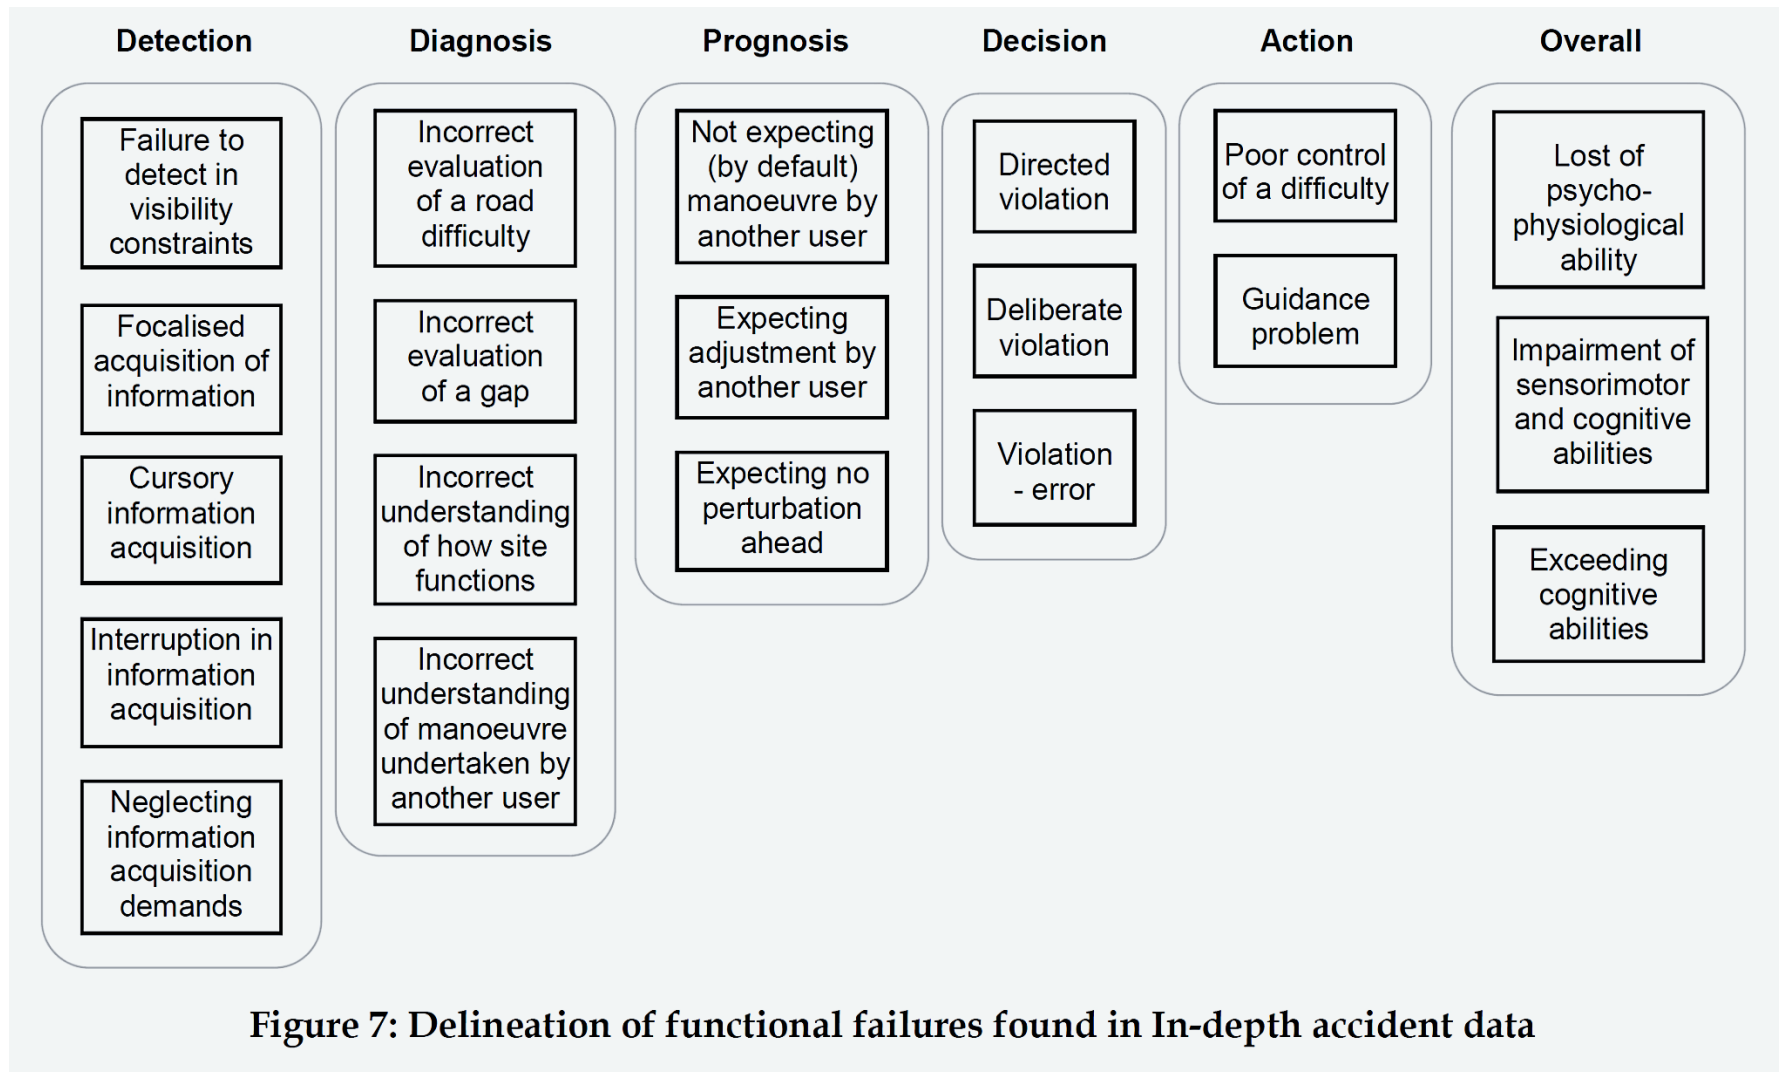 Detection
Failure to
detect in
visibility
constraints
Focalised
acquisition of
information
Cursory
information
acquisition
Interruption in
information
acquisition
Neglecting
information
acquisition
demands
Diagnosis
Incorrect
evaluation
of a road
difficulty
Incorrect
evaluation
of a gap
Incorrect
understanding
of how site
functions
Incorrect
understanding
of manoeuvre
undertaken by
another user
Prognosis
Not expecting
(by default)
manoeuvre by
another user
Expecting
adjustment by
another user
Expecting no
perturbation
ahead
Decision
Directed
violation
Deliberate
violation
Violation
- error
Action
Poor control
of a difficulty
Guidance
problem
Overall
Lost of
psycho-
physiological
ability
Impairment of
sensorimotor
and cognitive
abilities
Exceeding
cognitive
abilities
Figure 7: Delineation of functional failures found in In-depth accident data